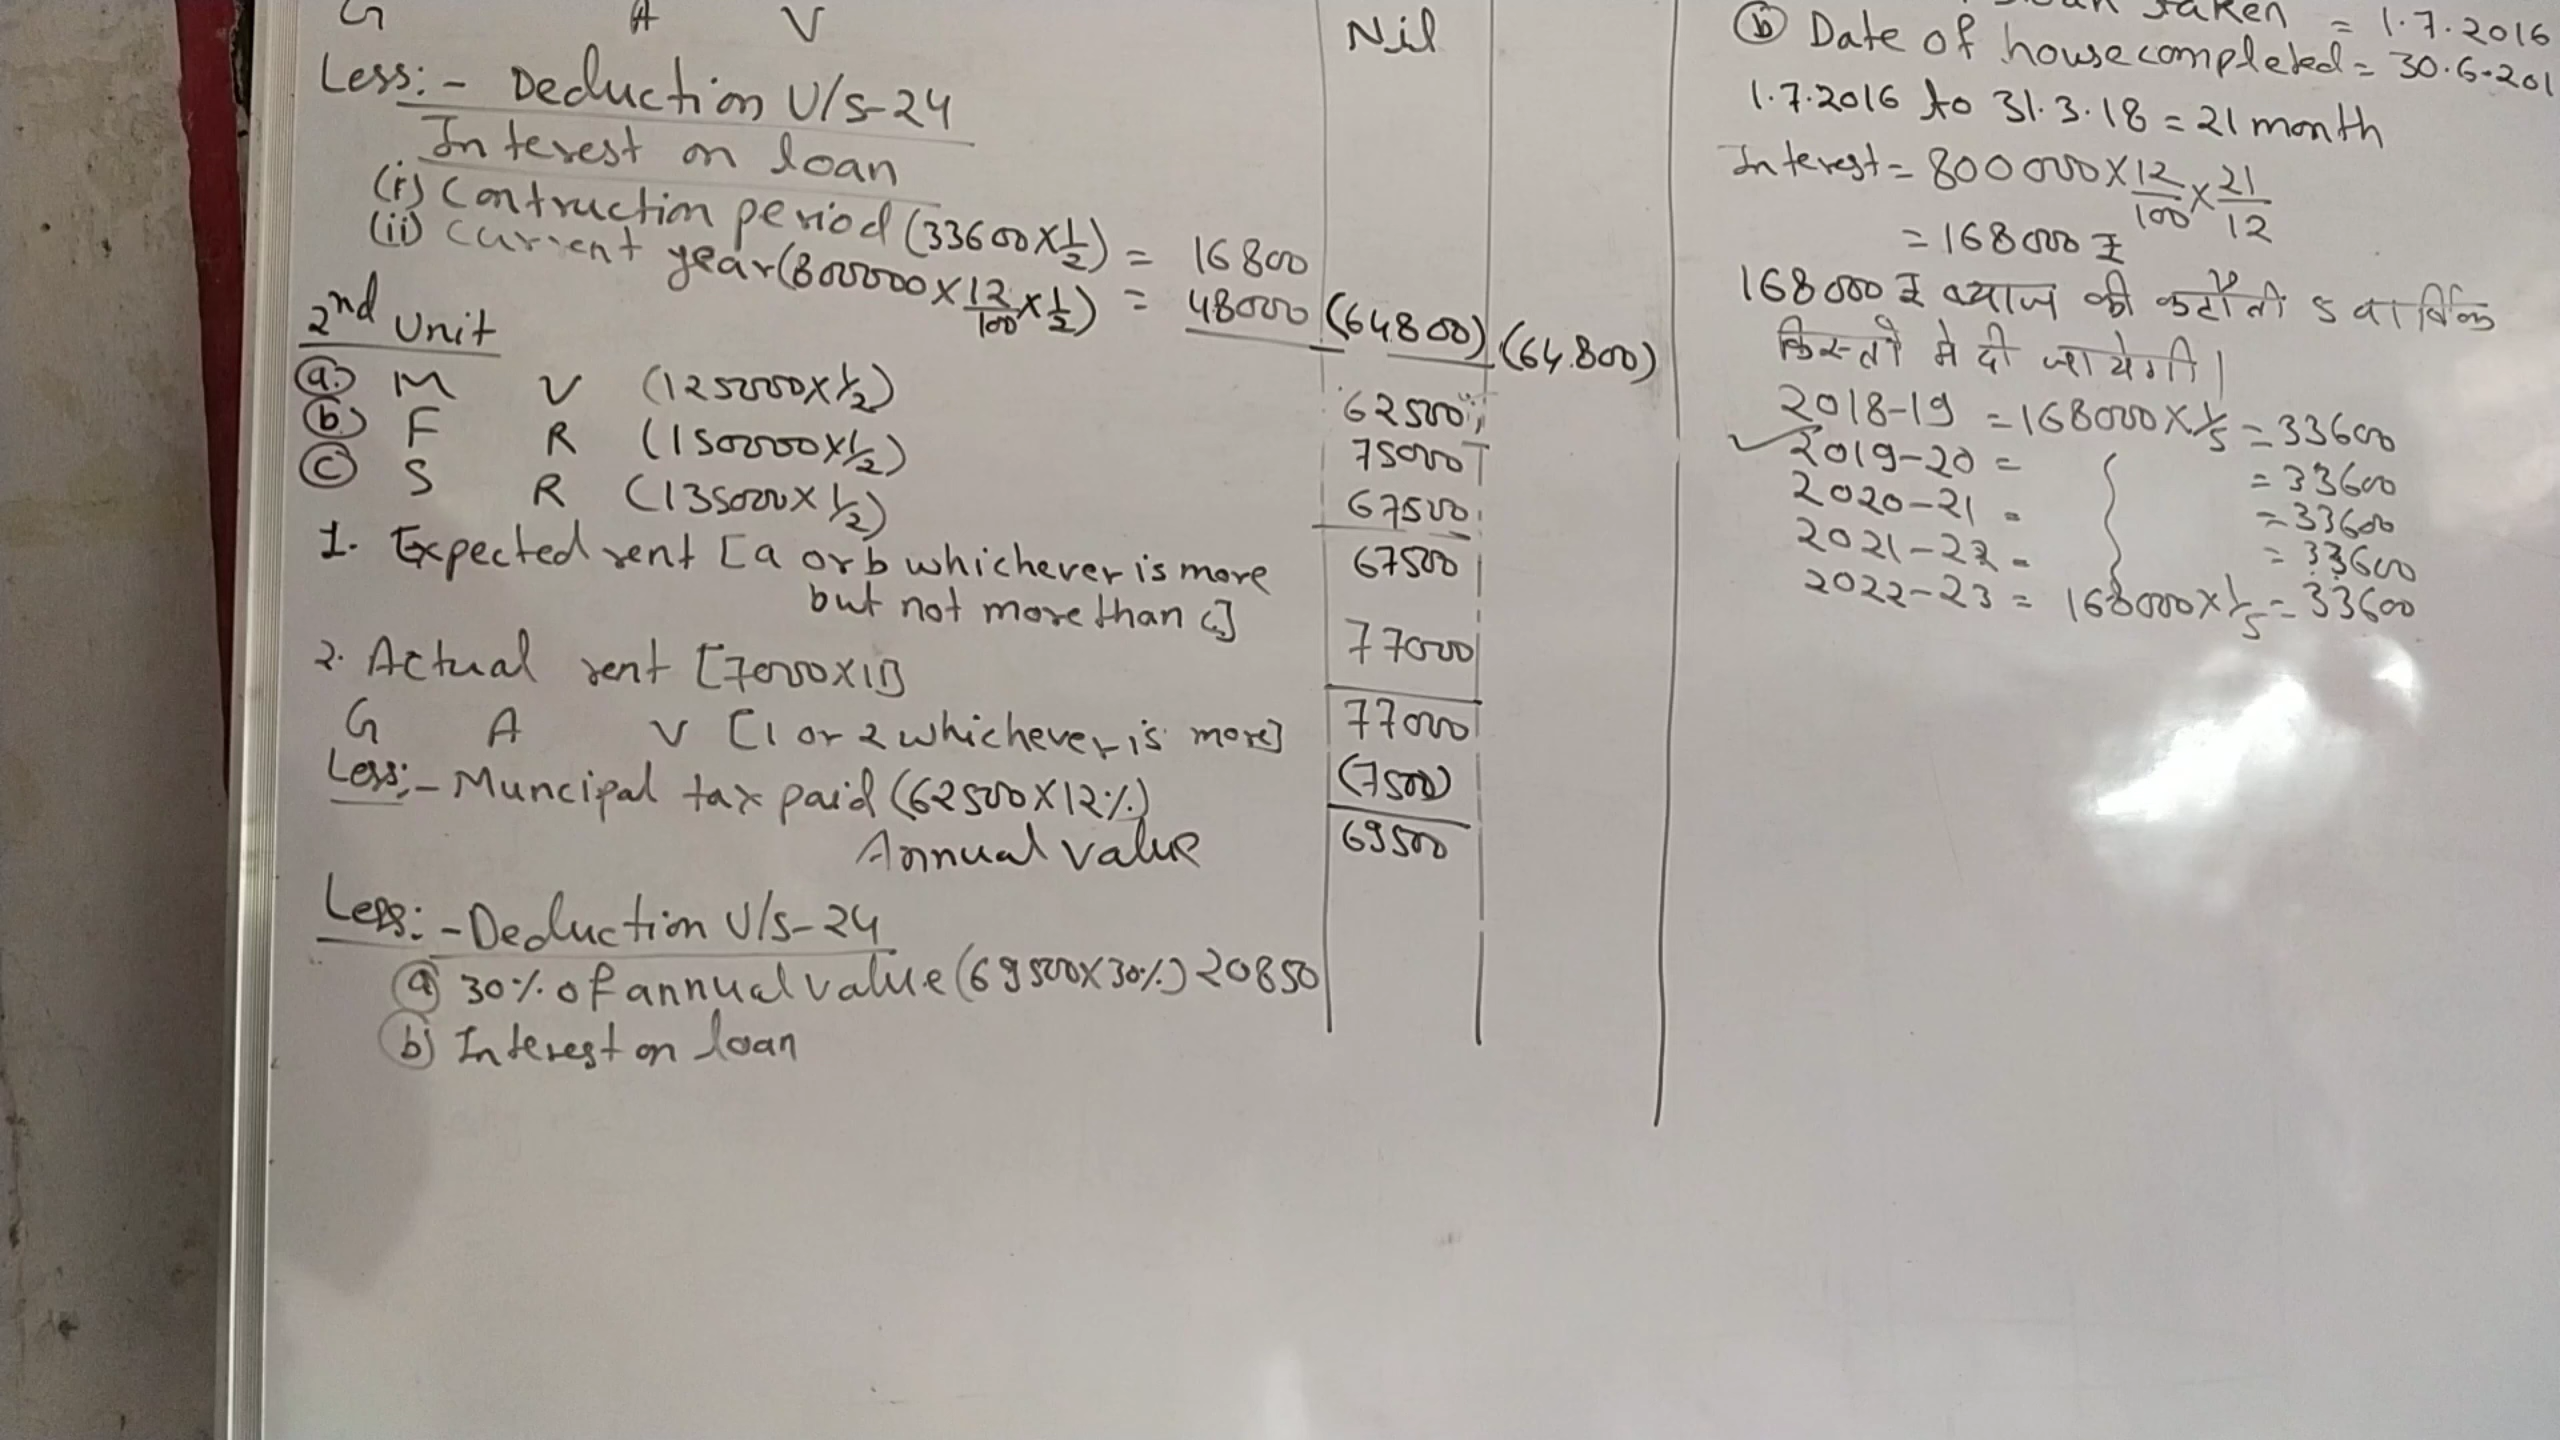 G A V Nil
Less:- Deduction U/s-24
Interest on loan
(i) Contruction period (33600×1/2) = 16800
(ii) Current year (800000×12/100×1/2) = 48000 (64800) (64800)
2nd Unit
(a) M V (125000×1/2) 62500
(b) F R (150000×1/2) 75000
(c) S R (135000×1/2) 67500
1. Expected rent [a or b whichever is more 67500
but not more than c]
2. Actual rent [7000×11] 77000
G A V [1 or 2 whichever is more] 77000
Less:- Muncipal tax paid (62500×12%) (7500)
Annual value 69500
Less:- Deduction U/s-24
(a) 30% of annual value (69500×30%) 20850
(b) Interest on loan
taken = 1.7.2016
(b) Date of house completed = 30.6.201
1.7.2016 to 31.3.18 = 21 month
Interest = 800000×12/100×21/12
= 168000 ₹
168000 ₹ ब्याज की कटौती 5 वार्षिक
किस्तों मे दी जायेगी।
2018-19 = 168000×1/5 = 33600
✓ 2019-20 = = 33600
2020-21 = = 33600
2021-22 = = 33600
2022-23 = 168000×1/5 = 33600